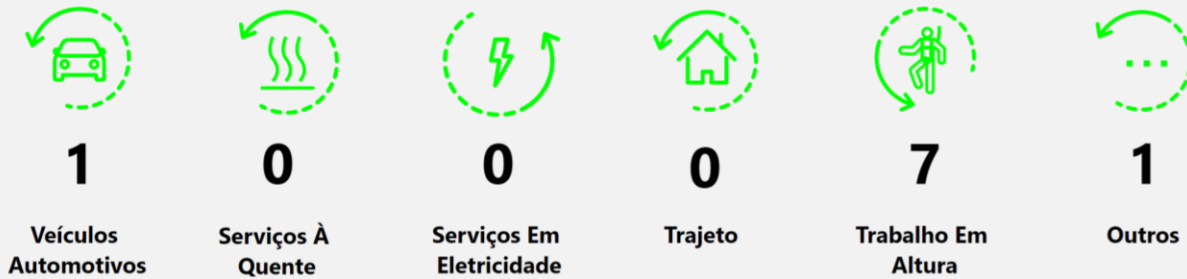 1
0
0
0
7
1
Veículos
Automotivos
Serviços À
Quente
Serviços Em
Eletricidade
Trajeto
Trabalho Em
Altura
Outros